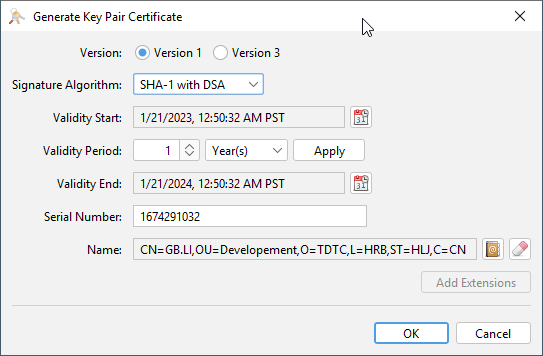 Generate Key Pair Certificate
Version: Version 1 Version 3
Signature Algorithm: SHA-1 with DSA
Validity Start: 1/21/2023, 12:50:32 AM PST
Validity Period: 1 Year(s) Apply
Validity End: 1/21/2024, 12:50:32 AM PST
Serial Number: 1674291032
Name: CN=GB.LI,OU=Developement,O=TDTC,L=HRB,ST=HLJ,C=CN
Add Extensions
OK Cancel